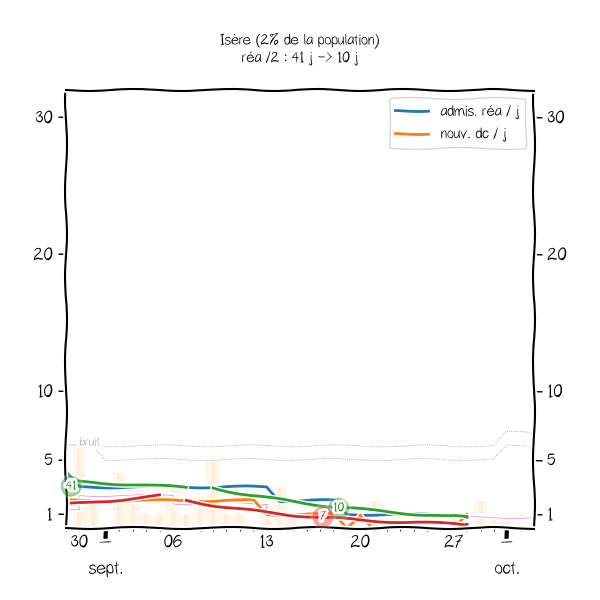 Isère (2% de la population)
réa /2 : 41 j -> 10 j
admis. réa / j
nouv. dc / j
30
30
20
20
10
10
bruit
5
5
41
10
7
1
1
30
06
13
20
27
sept.
oct.